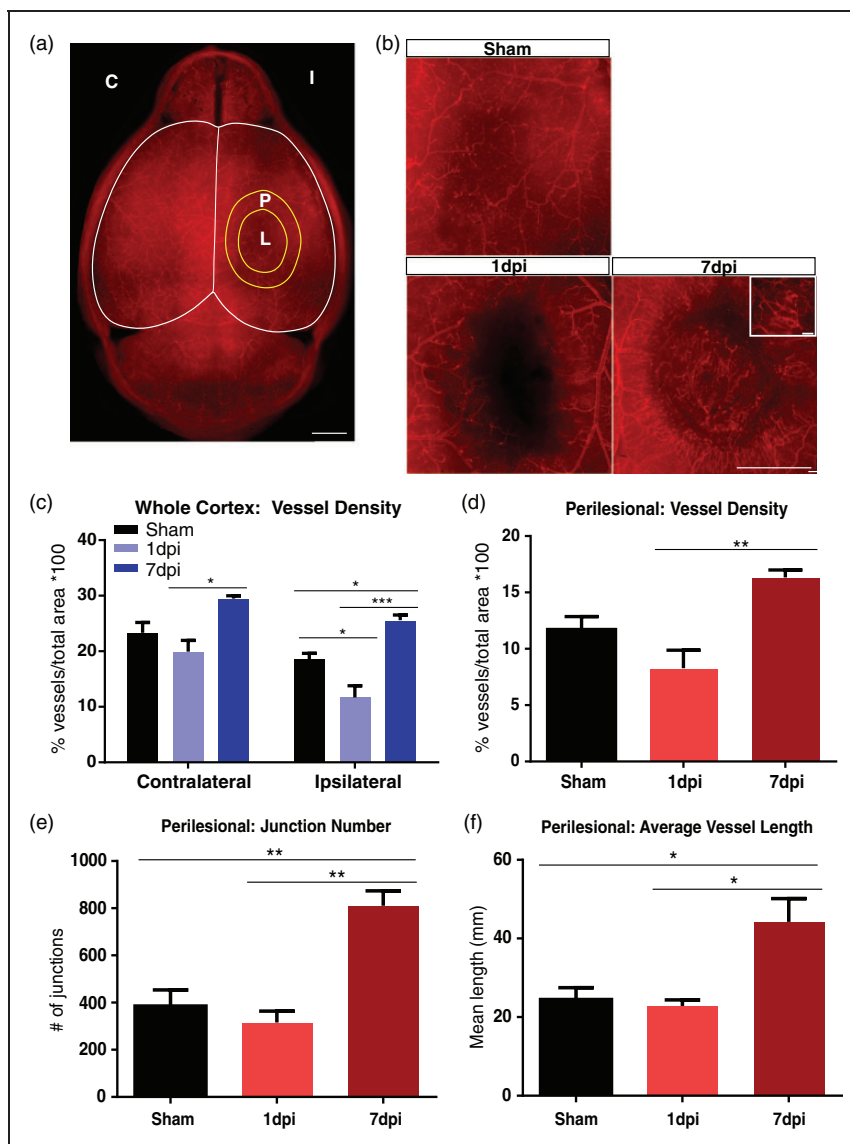 (a)
C
I
P
L
(b)
Sham
1dpi
7dpi
(c)
Whole Cortex: Vessel Density
Sham
1dpi
7dpi
% vessels/total area *100
40
30
20
10
0
*
*
***
*
Contralateral
Ipsilateral
(d)
Perilesional: Vessel Density
% vessels/total area *100
20
15
10
5
0
**
Sham
1dpi
7dpi
(e)
Perilesional: Junction Number
# of junctions
1000
800
600
400
200
0
**
**
Sham
1dpi
7dpi
(f)
Perilesional: Average Vessel Length
Mean length (mm)
60
40
20
0
*
*
Sham
1dpi
7dpi